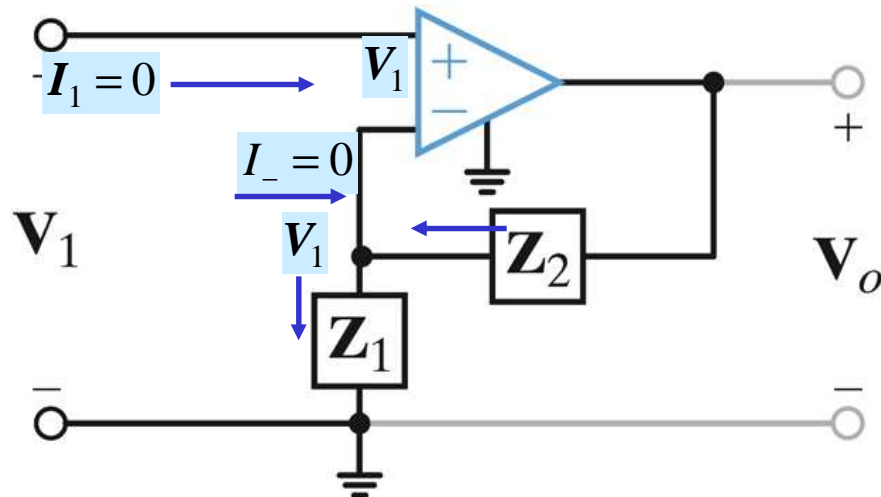 I₁ = 0
V₁
+
−
I₋ = 0
V₁
V₁
Z₂
Z₁
+
Vₒ
−
−